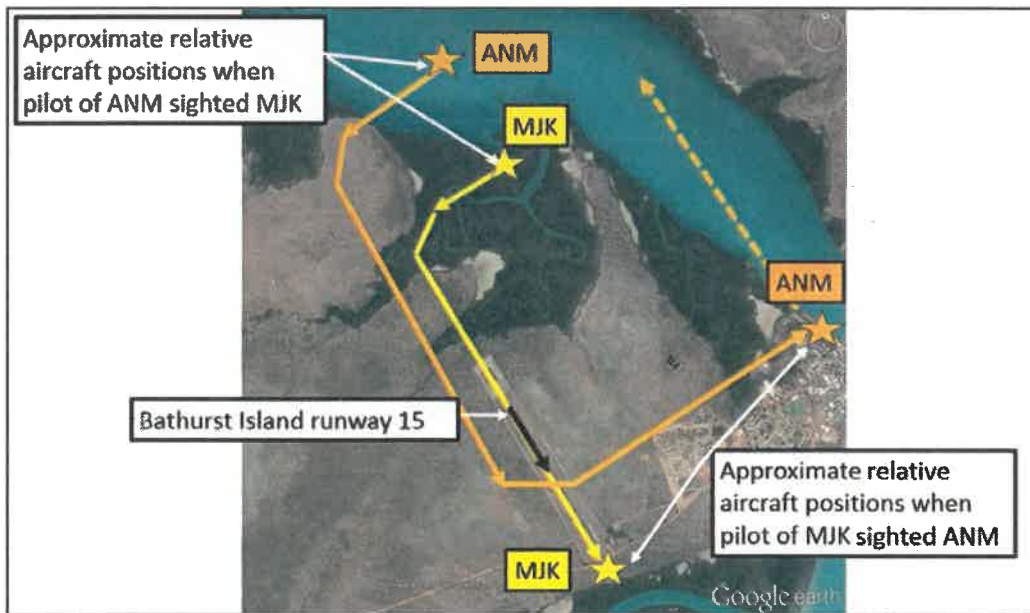 Approximate relative
aircraft positions when
pilot of ANM sighted MJK
ANM
MJK
ANM
Bathurst Island runway 15
Approximate relative
aircraft positions when
pilot of MJK sighted ANM
MJK
Google earth